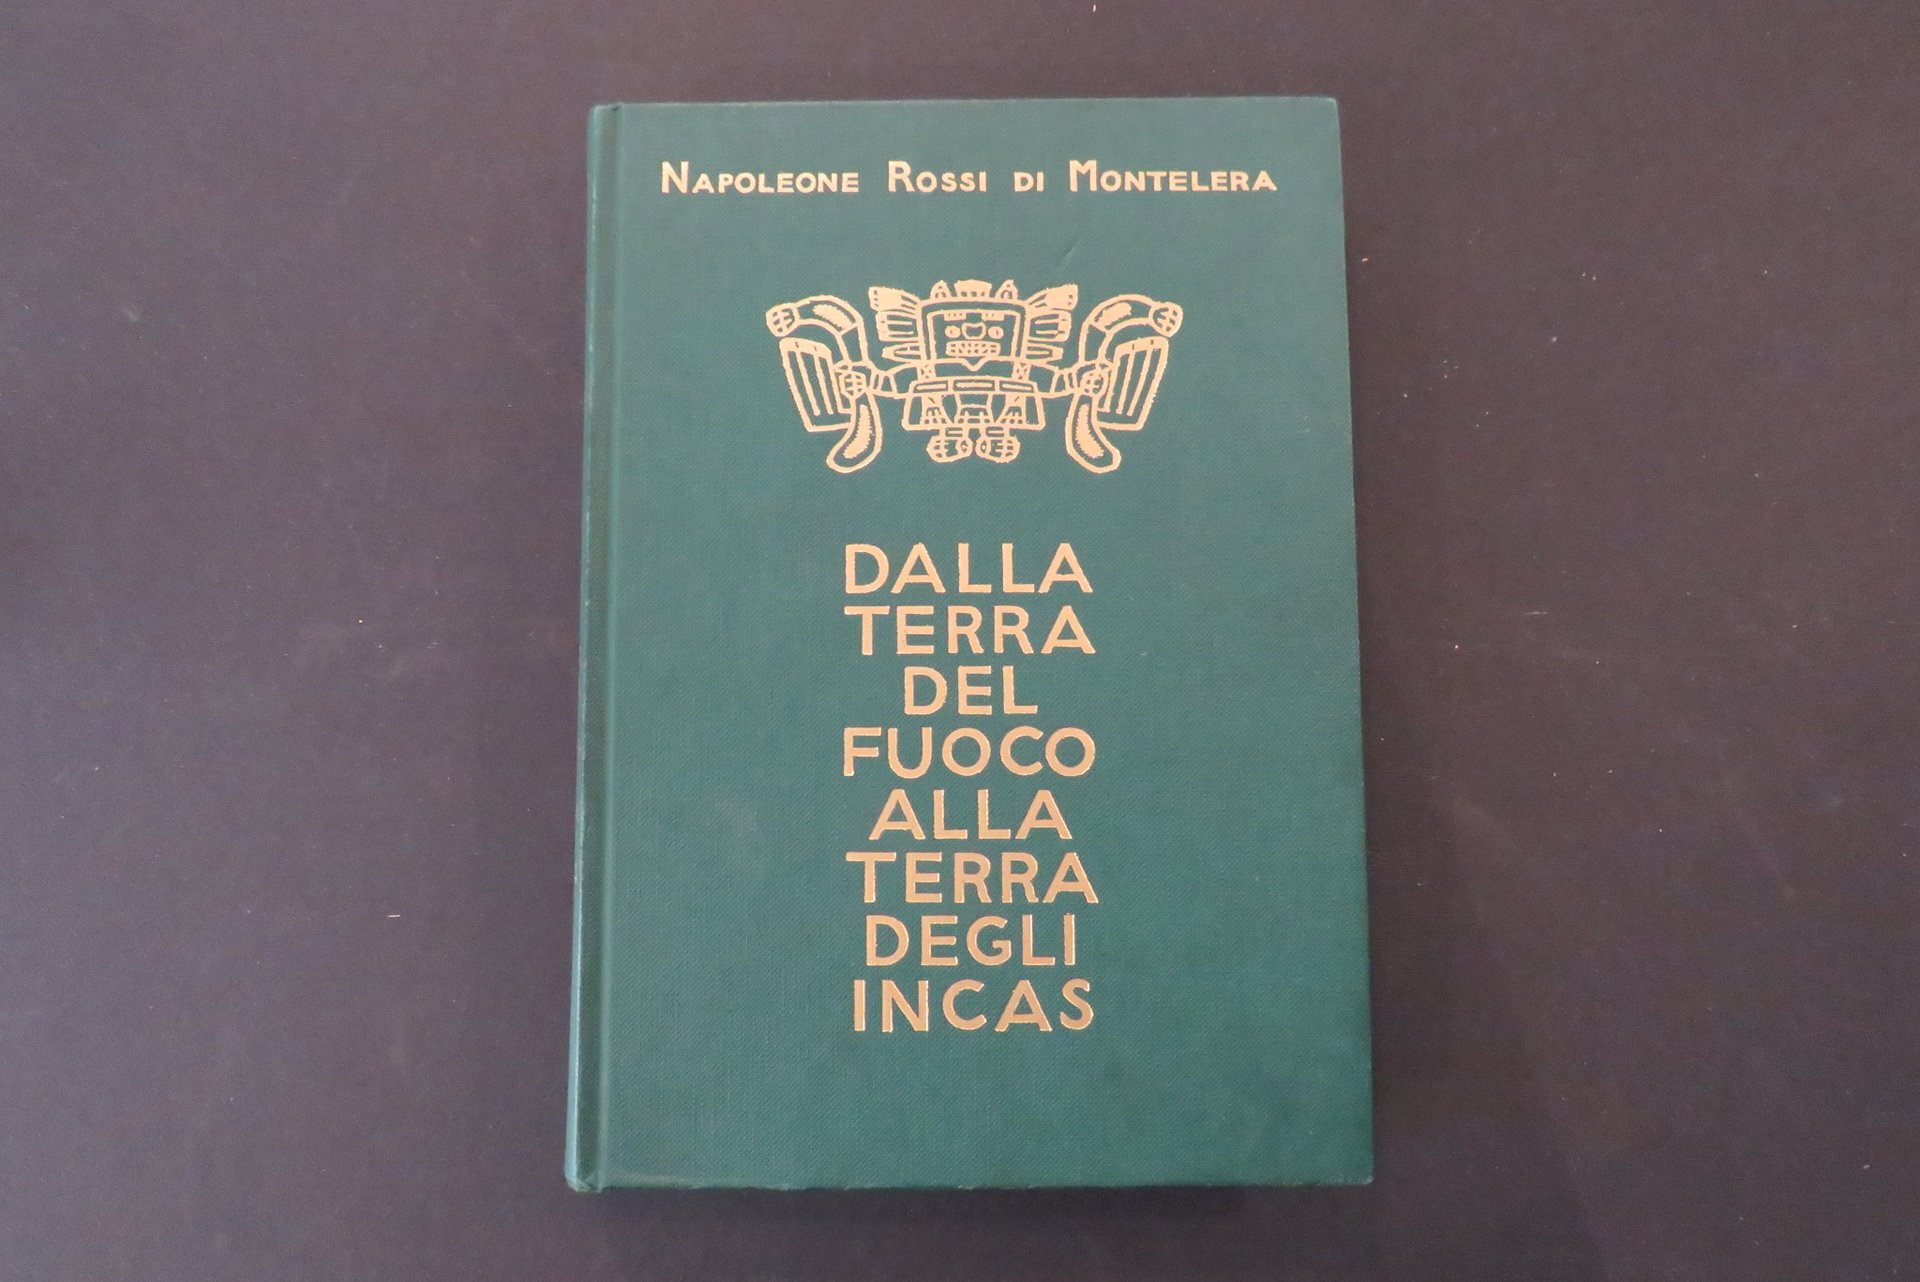 NAPOLEONE ROSSI DI MONTELERA
DALLA
TERRA
DEL
FUOCO
ALLA
TERRA
DEGLI
INCAS